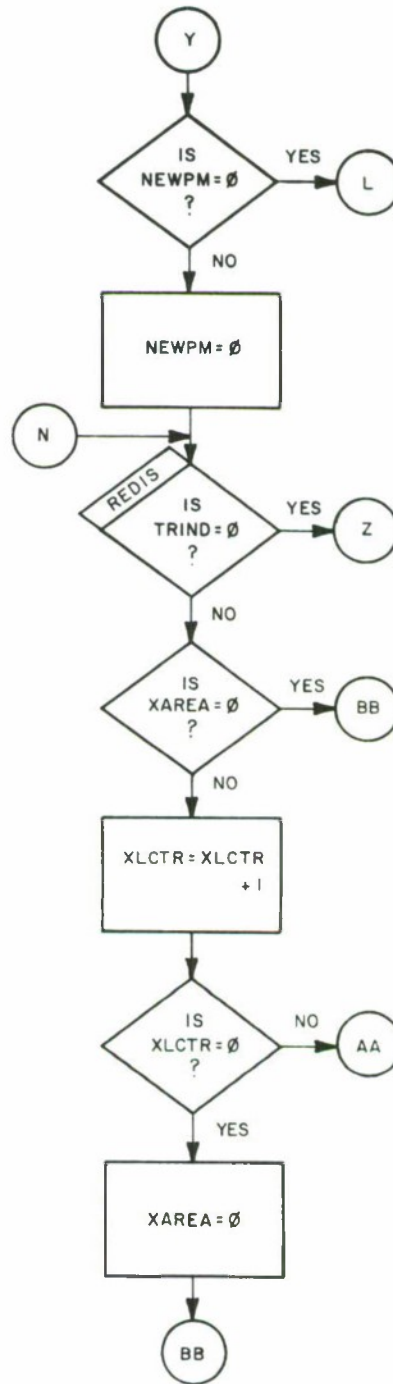 Y
IS
NEWPM=Ø
?
YES
L
NO
NEWPM=Ø
N
REDIS
IS
TRIND=Ø
?
YES
Z
NO
IS
XAREA=Ø
?
YES
BB
NO
XLCTR=XLCTR
+1
IS
XLCTR=Ø
?
NO
AA
YES
XAREA=Ø
BB